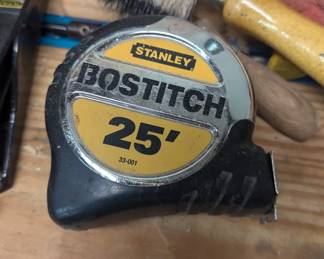 STANLEY
BOSTITCH
25'
33-001